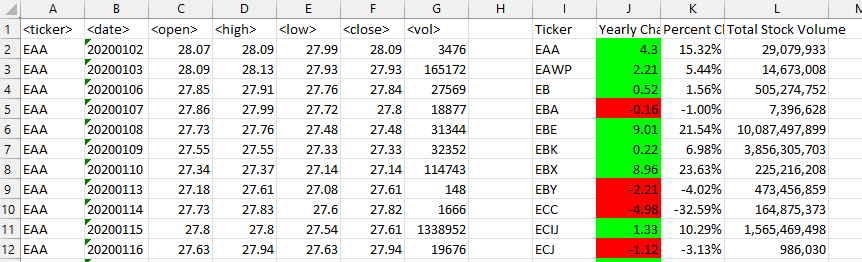 A B C D E F G H I J K L M
1 <ticker> <date> <open> <high> <low> <close> <vol> Ticker Yearly Cha Percent Cl Total Stock Volume
2 EAA 20200102 28.07 28.09 27.99 28.09 3476 EAA 4.3 15.32% 29,079,933
3 EAA 20200103 28.09 28.13 27.93 27.93 165172 EAWP 2.21 5.44% 14,673,008
4 EAA 20200106 27.85 27.91 27.76 27.84 27569 EB 0.52 1.56% 505,274,752
5 EAA 20200107 27.86 27.99 27.72 27.8 18877 EBA -0.16 -1.00% 7,396,628
6 EAA 20200108 27.73 27.76 27.48 27.48 31344 EBE 9.01 21.54% 10,087,497,899
7 EAA 20200109 27.55 27.55 27.33 27.33 32352 EBK 0.22 6.98% 3,856,305,703
8 EAA 20200110 27.34 27.37 27.14 27.14 114743 EBX 8.96 23.63% 225,216,208
9 EAA 20200113 27.18 27.61 27.08 27.61 148 EBY -2.21 -4.02% 473,456,859
10 EAA 20200114 27.73 27.83 27.6 27.82 1666 ECC -4.98 -32.59% 164,875,373
11 EAA 20200115 27.8 27.8 27.54 27.61 1338952 ECIJ 1.33 10.29% 1,565,469,498
12 EAA 20200116 27.63 27.94 27.63 27.94 19676 ECJ -1.12 -3.13% 986,030